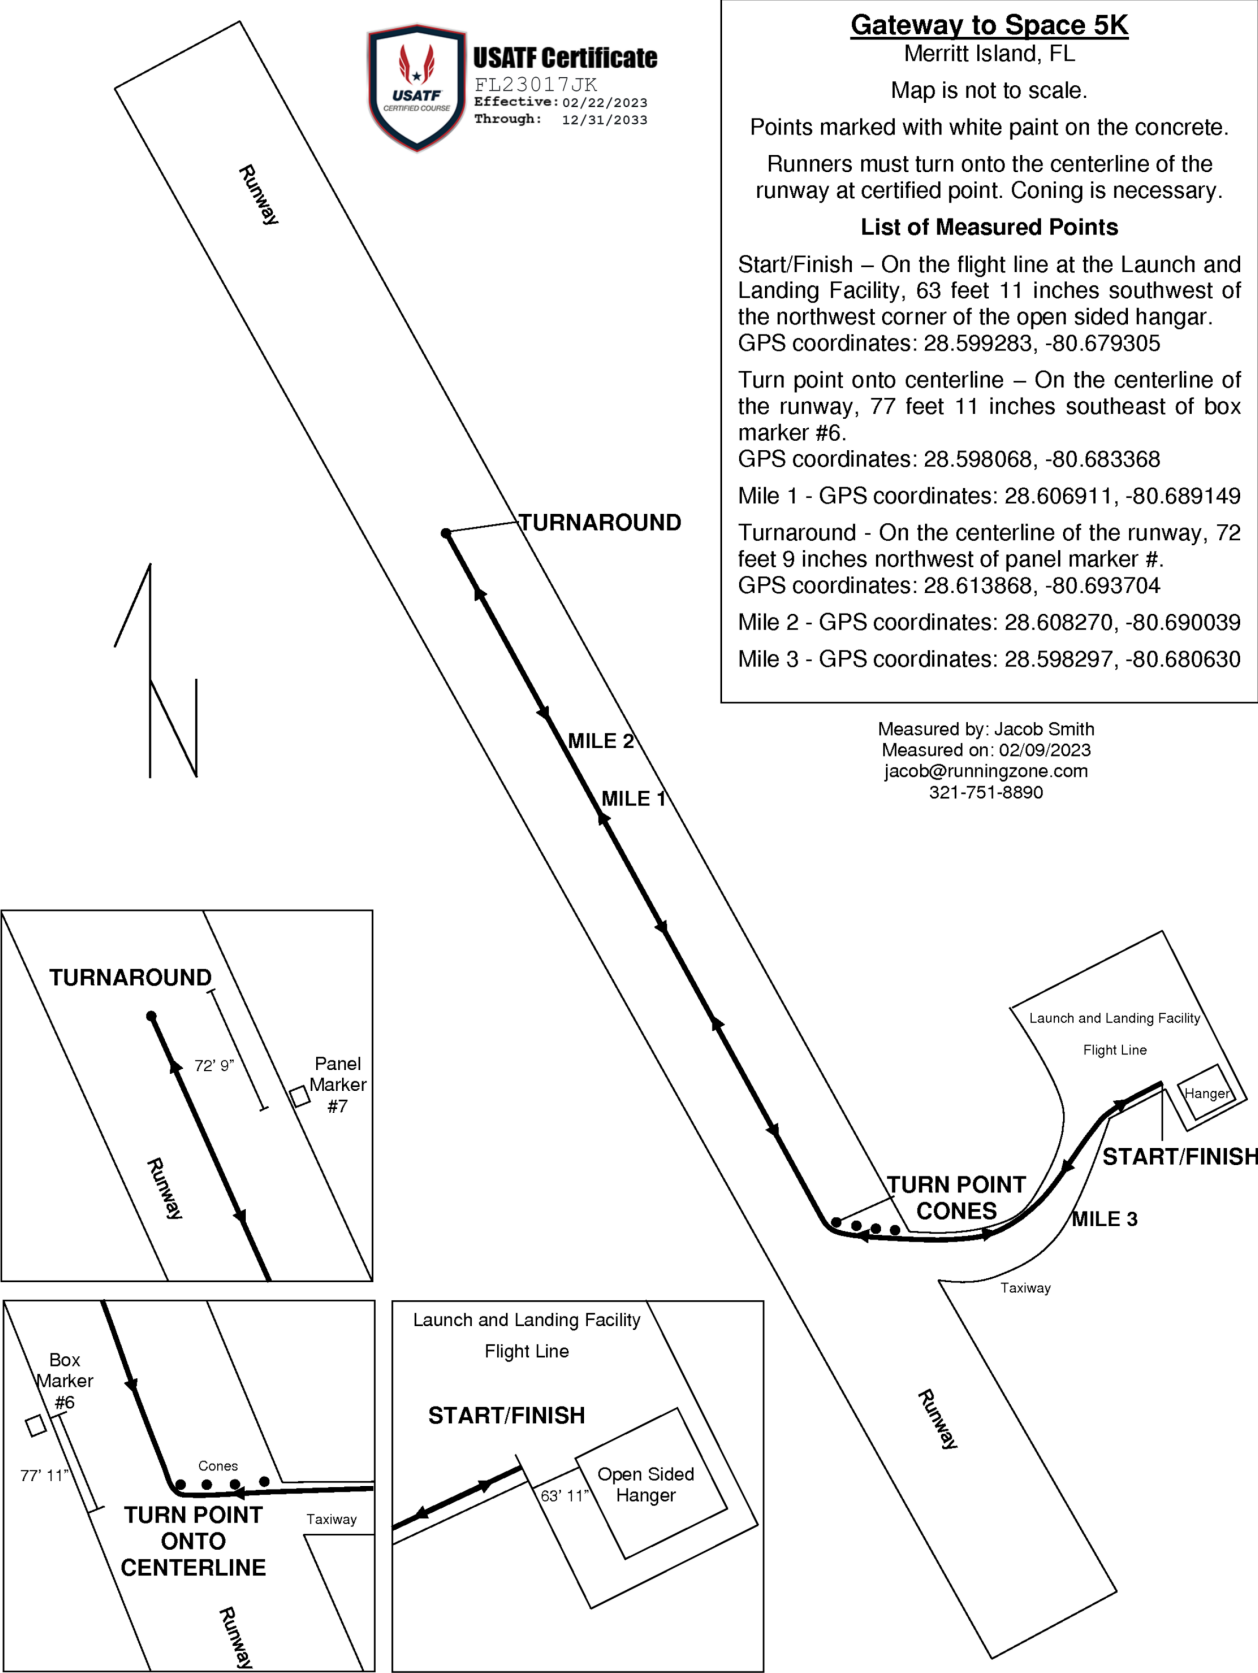 USATF
CERTIFIED COURSE
USATF Certificate
FL23017JK
Effective: 02/22/2023
Through: 12/31/2033
Gateway to Space 5K
Merritt Island, FL
Map is not to scale.
Points marked with white paint on the concrete.
Runners must turn onto the centerline of the
runway at certified point. Coning is necessary.
List of Measured Points
Start/Finish – On the flight line at the Launch and
Landing Facility, 63 feet 11 inches southwest of
the northwest corner of the open sided hangar.
GPS coordinates: 28.599283, -80.679305
Turn point onto centerline – On the centerline of
the runway, 77 feet 11 inches southeast of box
marker #6.
GPS coordinates: 28.598068, -80.683368
Mile 1 - GPS coordinates: 28.606911, -80.689149
Turnaround - On the centerline of the runway, 72
feet 9 inches northwest of panel marker #.
GPS coordinates: 28.613868, -80.693704
Mile 2 - GPS coordinates: 28.608270, -80.690039
Mile 3 - GPS coordinates: 28.598297, -80.680630
Measured by: Jacob Smith
Measured on: 02/09/2023
jacob@runningzone.com
321-751-8890
Runway
TURNAROUND
N
MILE 2
MILE 1
Launch and Landing Facility
Flight Line
Hanger
START/FINISH
TURN POINT
CONES
MILE 3
Taxiway
Runway
TURNAROUND
72' 9"
Panel
Marker
#7
Runway
Box
Marker
#6
77' 11"
Cones
TURN POINT
ONTO
CENTERLINE
Taxiway
Runway
Launch and Landing Facility
Flight Line
START/FINISH
63' 11"
Open Sided
Hanger